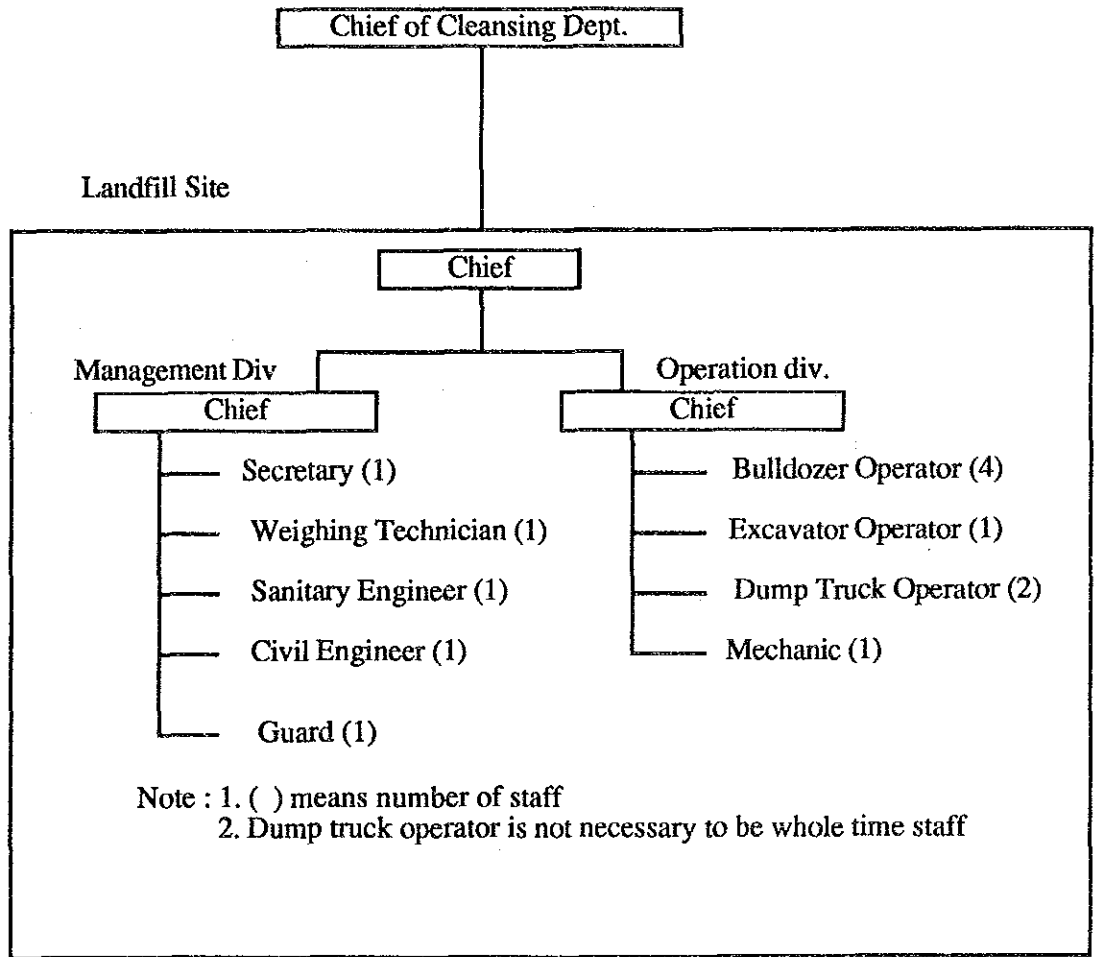 Chief of Cleansing Dept.
Landfill Site
Chief
Management Div
Chief
Secretary (1)
Weighing Technician (1)
Sanitary Engineer (1)
Civil Engineer (1)
Guard (1)
Operation div.
Chief
Bulldozer Operator (4)
Excavator Operator (1)
Dump Truck Operator (2)
Mechanic (1)
Note : 1. ( ) means number of staff
2. Dump truck operator is not necessary to be whole time staff